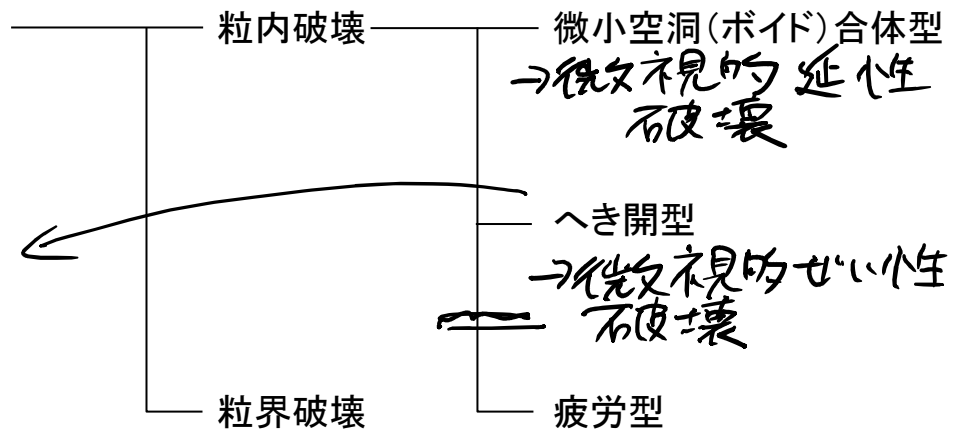 粒内破壊
微小空洞(ボイド)合体型
→微視的延性
破壊
へき開型
→微視的ぜい性
破壊
粒界破壊
疲労型